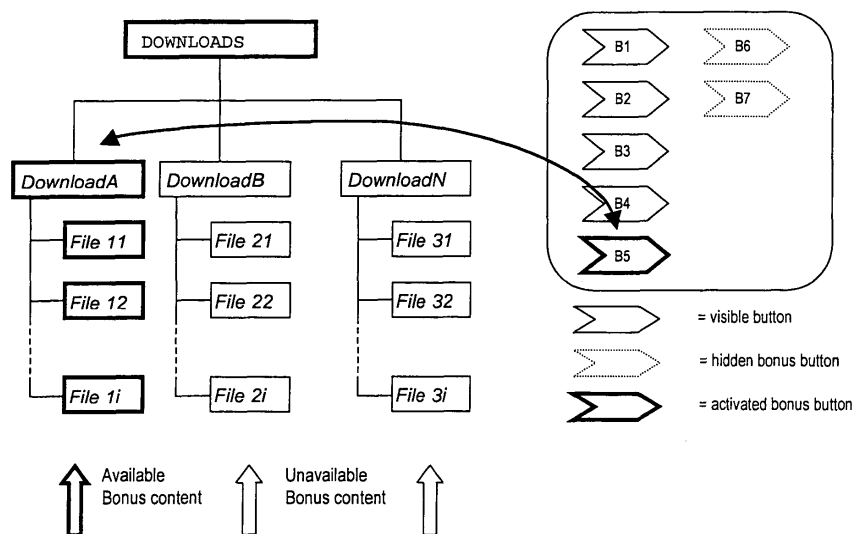 DOWNLOADS
DownloadA
DownloadB
DownloadN
File 11
File 21
File 31
File 12
File 22
File 32
File 1i
File 2i
File 3i
Available
Bonus content
Unavailable
Bonus content
B1
B6
B2
B7
B3
B4
B5
= visible button
= hidden bonus button
= activated bonus button